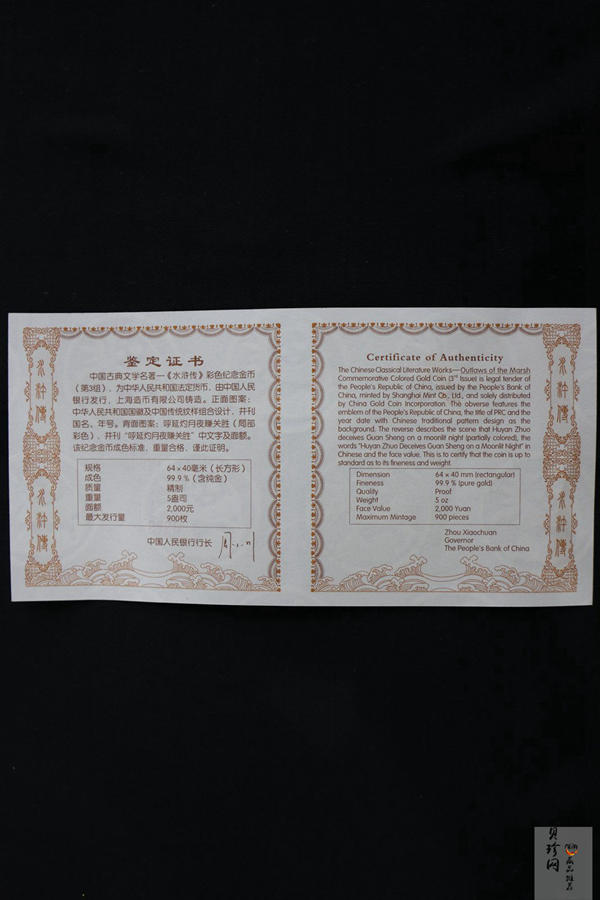 鉴定证书
中国古典文学名著—《水浒传》彩色纪念金币
（第3组），为中华人民共和国法定货币，由中国人民
银行发行，上海造币有限公司铸造。正面图案：
中华人民共和国国徽及中国传统纹样组合设计，并刊
国名、年号。背面图案：呼延灼月夜赚关胜（局部
彩色），并刊“呼延灼月夜赚关胜”中文字及面额。
该纪念金币成色标准，重量合格，谨此证明。
规格 64×40毫米（长方形）
成色 99.9％（含纯金）
质量 精制
重量 5盎司
面额 2,000元
最大发行量 900枚
中国人民银行行长
水浒传
水浒传
Certificate of Authenticity
The Chinese Classical Literature Works—Outlaws of the Marsh
Commemorative Colored Gold Coin (3rd Issue) is legal tender of
the People's Republic of China, issued by the People's Bank of
China, minted by Shanghai Mint Co., Ltd., and solely distributed
by China Gold Coin Incorporation. The obverse features the
emblem of the People's Republic of China, the title of PRC and the
year date with Chinese traditional pattern design as the
background. The reverse describes the scene that Huyan Zhuo
deceives Guan Sheng on a moonlit night (partially colored), the
words "Huyan Zhuo Deceives Guan Sheng on a Moonlit Night" in
Chinese and the face value. This is to certify that the coin is up to
standard as to its fineness and weight.
Dimension 64 × 40 mm (rectangular)
Fineness 99.9 % (pure gold)
Quality Proof
Weight 5 oz
Face Value 2,000 Yuan
Maximum Mintage 900 pieces
Zhou Xiaochuan
Governor
The People's Bank of China
水浒传
水浒传
贝珍网